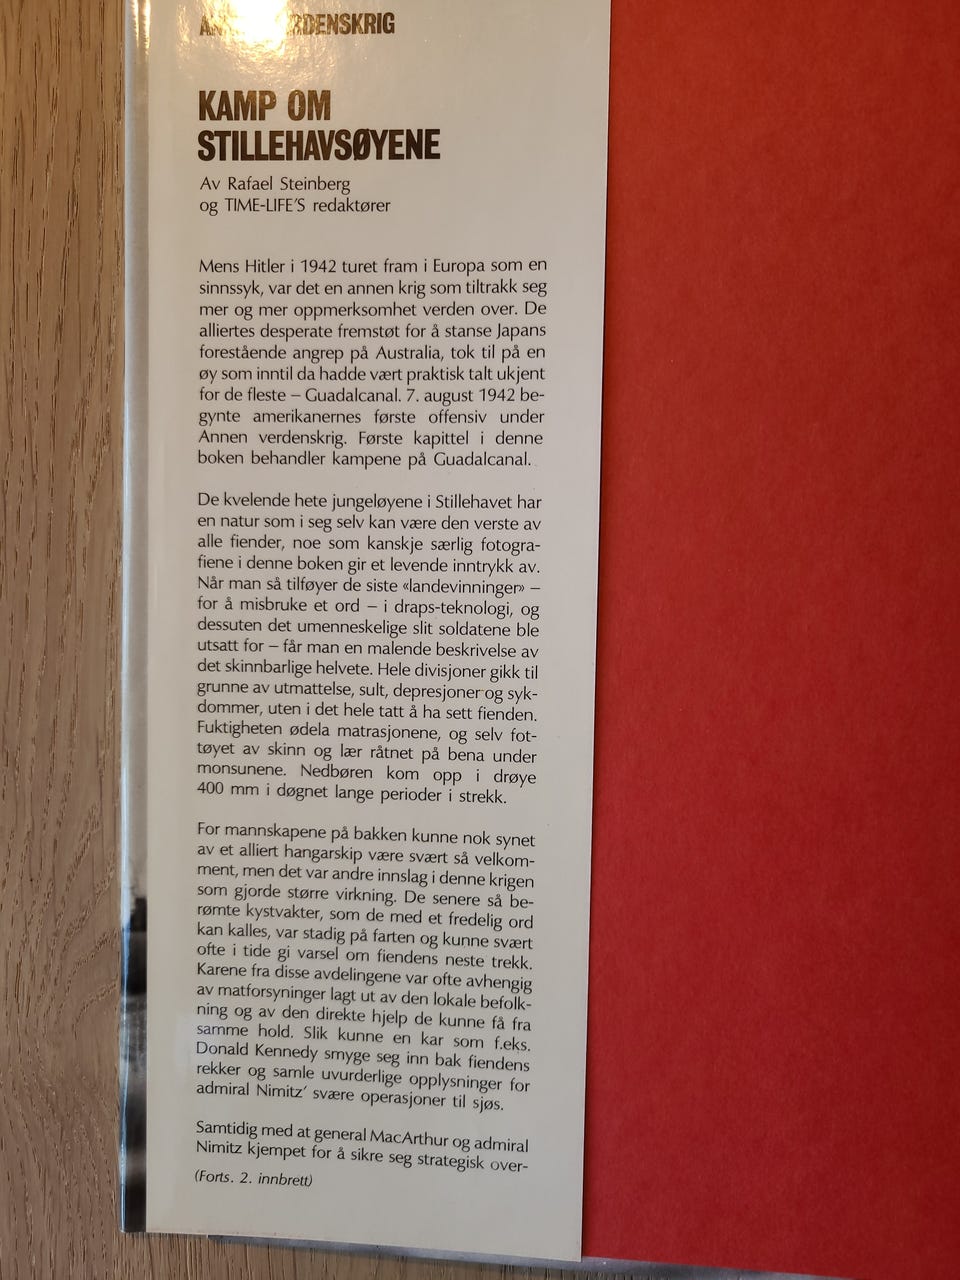 ANNEN VERDENSKRIG
KAMP OM
STILLEHAVSØYENE
Av Rafael Steinberg
og TIME-LIFE'S redaktører
Mens Hitler i 1942 turet fram i Europa som en
sinnssyk, var det en annen krig som tiltrakk seg
mer og mer oppmerksomhet verden over. De
alliertes desperate fremstøt for å stanse Japans
forestående angrep på Australia, tok til på en
øy som inntil da hadde vært praktisk talt ukjent
for de fleste – Guadalcanal. 7. august 1942 be-
gynte amerikanernes første offensiv under
Annen verdenskrig. Første kapittel i denne
boken behandler kampene på Guadalcanal.
De kvelende hete jungeløyene i Stillehavet har
en natur som i seg selv kan være den verste av
alle fiender, noe som kanskje særlig fotogra-
fiene i denne boken gir et levende inntrykk av.
Når man så tilføyer de siste «landevinninger» –
for å misbruke et ord – i draps-teknologi, og
dessuten det umenneskelige slit soldatene ble
utsatt for – får man en malende beskrivelse av
det skinnbarlige helvete. Hele divisjoner gikk til
grunne av utmattelse, sult, depresjoner og syk-
dommer, uten i det hele tatt å ha sett fienden.
Fuktigheten ødela matrasjonene, og selv fot-
tøyet av skinn og lær råtnet på bena under
monsunene. Nedbøren kom opp i drøye
400 mm i døgnet lange perioder i strekk.
For mannskapene på bakken kunne nok synet
av et alliert hangarskip være svært så velkom-
ment, men det var andre innslag i denne krigen
som gjorde større virkning. De senere så be-
rømte kystvakter, som de med et fredelig ord
kan kalles, var stadig på farten og kunne svært
ofte i tide gi varsel om fiendens neste trekk.
Karene fra disse avdelingene var ofte avhengig
av matforsyninger lagt ut av den lokale befolk-
ning og av den direkte hjelp de kunne få fra
samme hold. Slik kunne en kar som f.eks.
Donald Kennedy smyge seg inn bak fiendens
rekker og samle uvurderlige opplysninger for
admiral Nimitz' svære operasjoner til sjøs.
Samtidig med at general MacArthur og admiral
Nimitz kjempet for å sikre seg strategisk over-
(Forts. 2. innbrett)